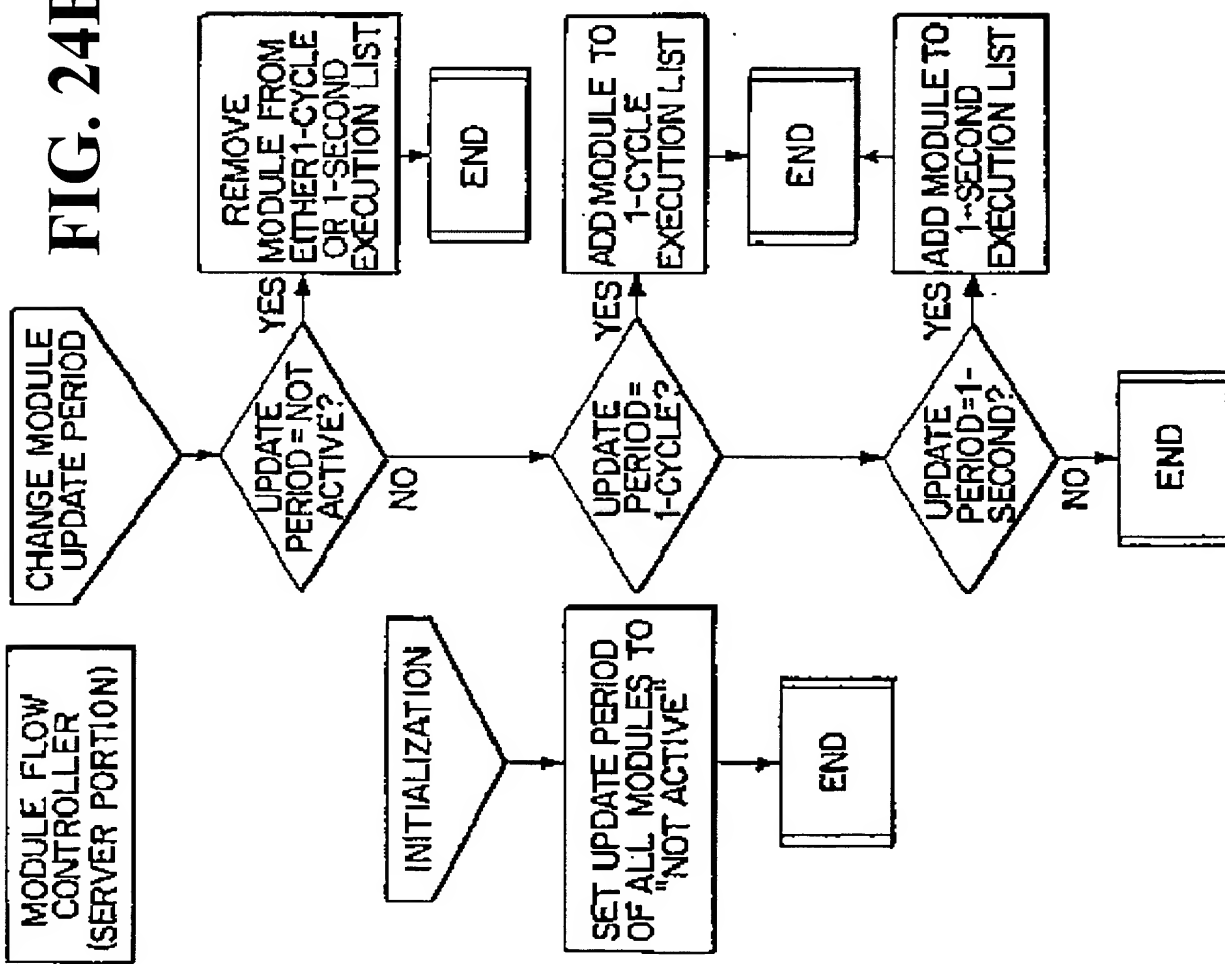 FIG. 24B
MODULE FLOW
CONTROLLER
(SERVER PORTION)
INITIALIZATION
SET UPDATE PERIOD
OF ALL MODULES TO
"NOT ACTIVE"
END
CHANGE MODULE
UPDATE PERIOD
UPDATE
PERIOD = NOT
ACTIVE?
YES
REMOVE
MODULE FROM
EITHER 1-CYCLE
OR 1-SECOND
EXECUTION LIST
END
NO
UPDATE
PERIOD=
1-CYCLE?
YES
ADD MODULE TO
1-CYCLE
EXECUTION LIST
END
UPDATE
PERIOD=1-
SECOND?
YES
ADD MODULE TO
1-SECOND
EXECUTION LIST
NO
END